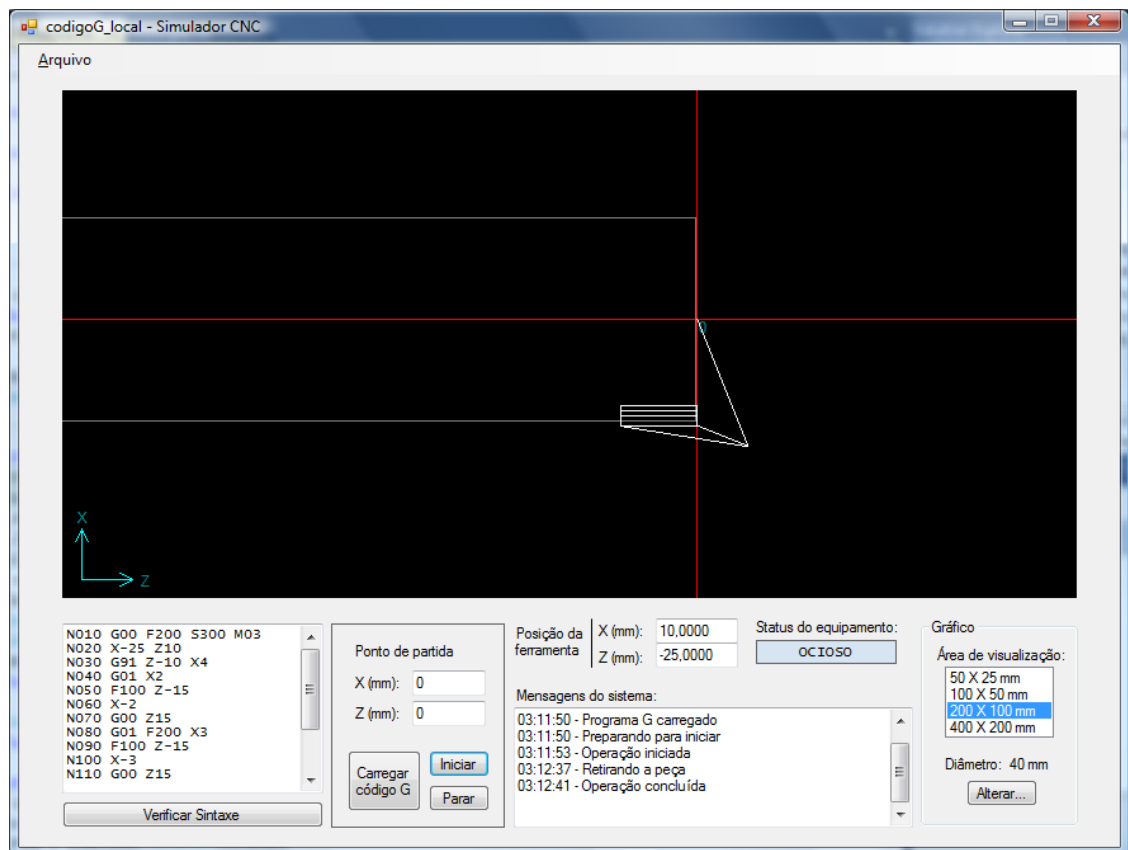 codigoG_local - Simulador CNC
Arquivo
0
X
Z
N010 G00 F200 S300 M03
N020 X-25 Z10
N030 G91 Z-10 X4
N040 G01 X2
N050 F100 Z-15
N060 X-2
N070 G00 Z15
N080 G01 F200 X3
N090 F100 Z-15
N100 X-3
N110 G00 Z15
Verificar Sintaxe
Ponto de partida
X (mm): 0
Z (mm): 0
Carregar
código G
Iniciar
Parar
Posição da
ferramenta
X (mm): 10,0000
Z (mm): -25,0000
Status do equipamento:
OCIOSO
Mensagens do sistema:
03:11:50 - Programa G carregado
03:11:50 - Preparando para iniciar
03:11:53 - Operação iniciada
03:12:37 - Retirando a peça
03:12:41 - Operação concluída
Gráfico
Área de visualização:
50 X 25 mm
100 X 50 mm
200 X 100 mm
400 X 200 mm
Diâmetro: 40 mm
Alterar...